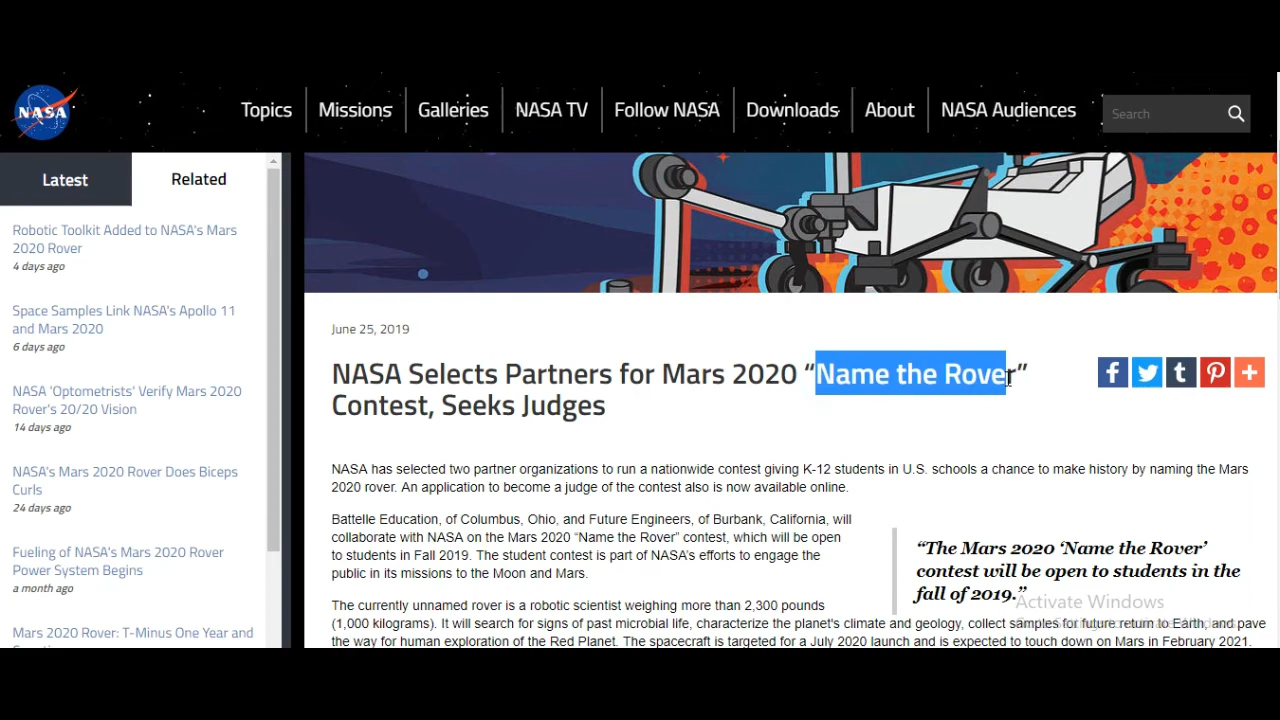 NASA
Topics
Missions
Galleries
NASA TV
Follow NASA
Downloads
About
NASA Audiences
Search
Latest
Related
Robotic Toolkit Added to NASA's Mars
2020 Rover
4 days ago
Space Samples Link NASA's Apollo 11
and Mars 2020
6 days ago
NASA 'Optometrists' Verify Mars 2020
Rover's 20/20 Vision
14 days ago
NASA's Mars 2020 Rover Does Biceps
Curls
24 days ago
Fueling of NASA's Mars 2020 Rover
Power System Begins
a month ago
Mars 2020 Rover: T-Minus One Year and
June 25, 2019
NASA Selects Partners for Mars 2020 “Name the Rover”
Contest, Seeks Judges
NASA has selected two partner organizations to run a nationwide contest giving K-12 students in U.S. schools a chance to make history by naming the Mars
2020 rover. An application to become a judge of the contest also is now available online.
Battelle Education, of Columbus, Ohio, and Future Engineers, of Burbank, California, will
collaborate with NASA on the Mars 2020 “Name the Rover” contest, which will be open
to students in Fall 2019. The student contest is part of NASA’s efforts to engage the
public in its missions to the Moon and Mars.
“The Mars 2020 ‘Name the Rover’
contest will be open to students in the
fall of 2019.”
The currently unnamed rover is a robotic scientist weighing more than 2,300 pounds
(1,000 kilograms). It will search for signs of past microbial life, characterize the planet's climate and geology, collect samples for future return to Earth, and pave
the way for human exploration of the Red Planet. The spacecraft is targeted for a July 2020 launch and is expected to touch down on Mars in February 2021.
Activate Windows